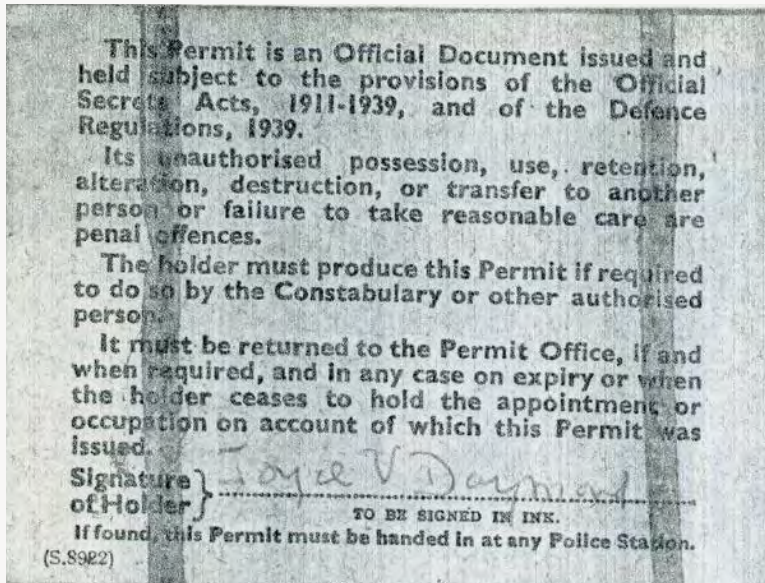 This Permit is an Official Document issued and
held subject to the provisions of the Official
Secrets Acts, 1911-1939, and of the Defence
Regulations, 1939.
Its unauthorised possession, use, retention,
alteration, destruction, or transfer to another
person or failure to take reasonable care are
penal offences.
The holder must produce this Permit if required
to do so by the Constabulary or other authorised
person.
It must be returned to the Permit Office, if and
when required, and in any case on expiry or when
the holder ceases to hold the appointment or
occupation on account of which this Permit was
issued.
Signature
of Holder } Joyce V Daymond
TO BE SIGNED IN INK.
If found, this Permit must be handed in at any Police Station.
(S.8982)